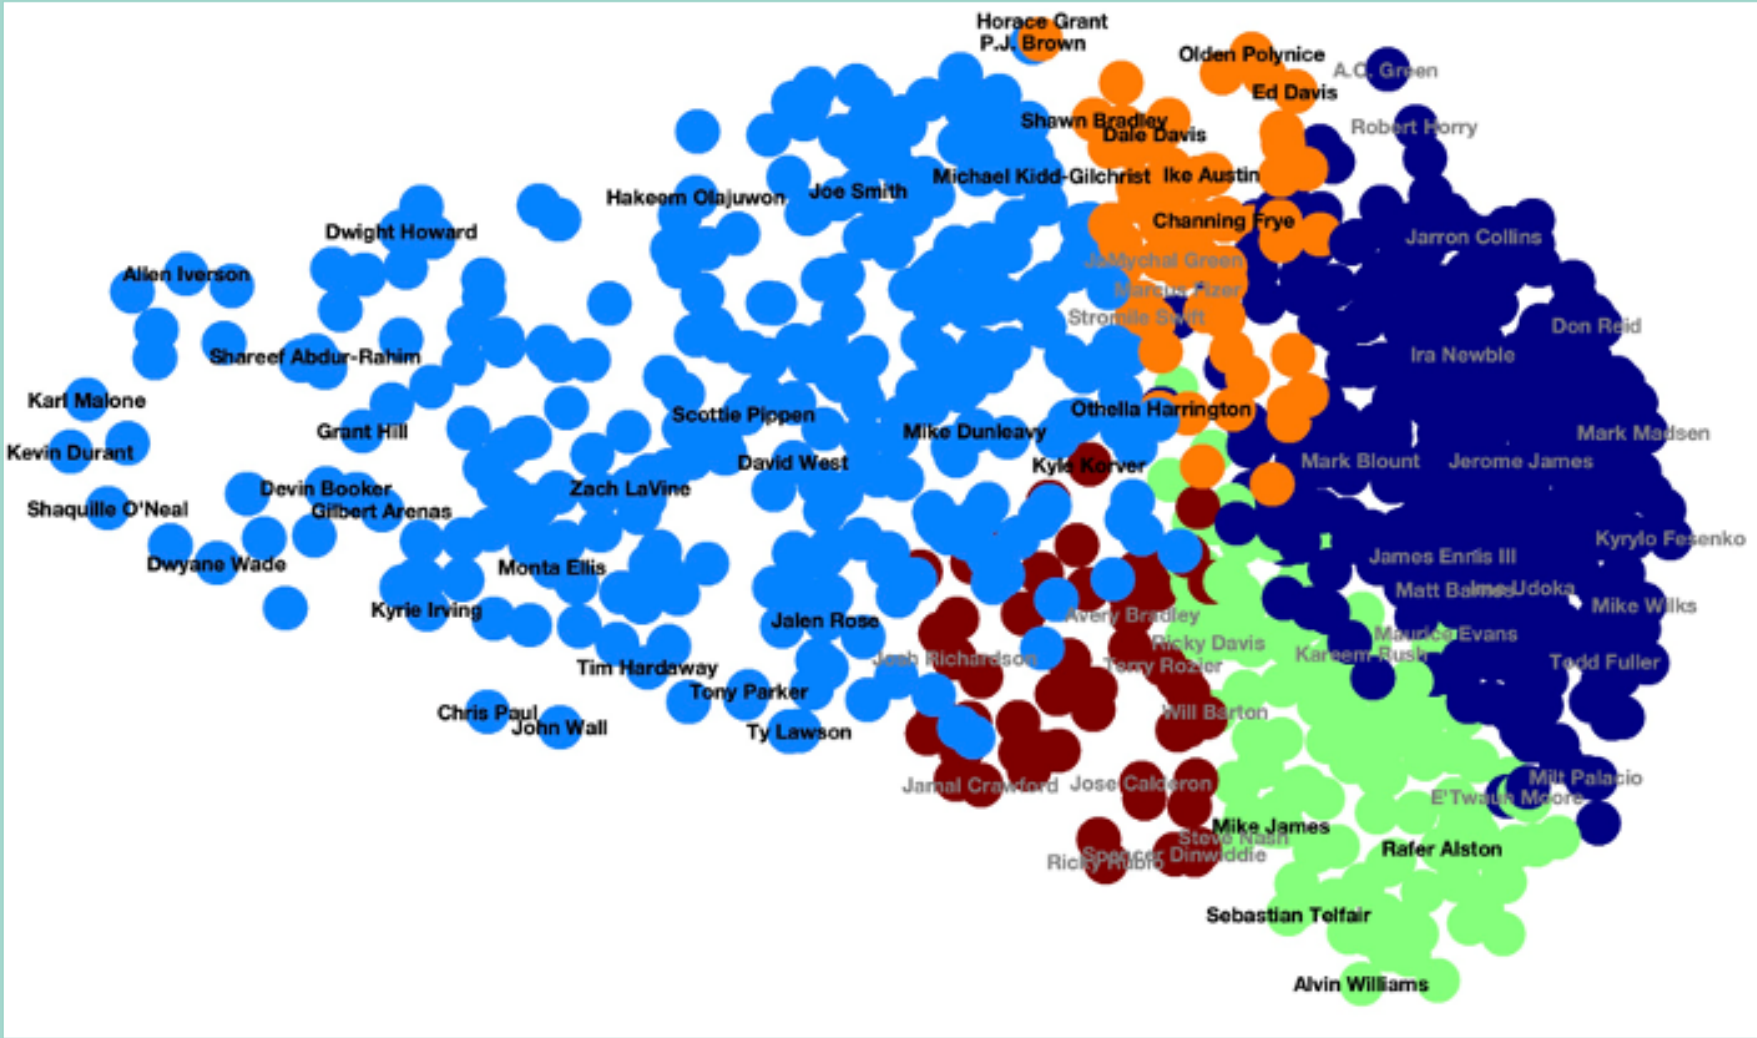 Horace Grant
P.J. Brown
Olden Polynice
A.C. Green
Ed Davis
Shawn Bradley
Dale Davis
Robert Horry
Michael Kidd-Gilchrist
Ike Austin
Hakeem Olajuwon
Joe Smith
Channing Frye
Dwight Howard
Jarron Collins
JaMychal Green
Allen Iverson
Marcus Fizer
Stromile Swift
Don Reid
Shareef Abdur-Rahim
Ira Newble
Karl Malone
Othella Harrington
Scottie Pippen
Grant Hill
Mike Dunleavy
Mark Madsen
Kevin Durant
David West
Kyle Korver
Mark Blount
Jerome James
Devin Booker
Zach LaVine
Shaquille O'Neal
Gilbert Arenas
Kyrylo Fesenko
James Ennis III
Dwyane Wade
Monta Ellis
Matt Barnes
Ime Udoka
Mike Wilks
Kyrie Irving
Avery Bradley
Jalen Rose
Maurice Evans
Ricky Davis
Kareem Rush
Josh Richardson
Terry Rozier
Todd Fuller
Tim Hardaway
Tony Parker
Chris Paul
Will Barton
John Wall
Ty Lawson
Milt Palacio
Jamal Crawford
Jose Calderon
E'Twaun Moore
Mike James
Steve Nash
Rafer Alston
Spencer Dinwiddie
Ricky Rubio
Sebastian Telfair
Alvin Williams